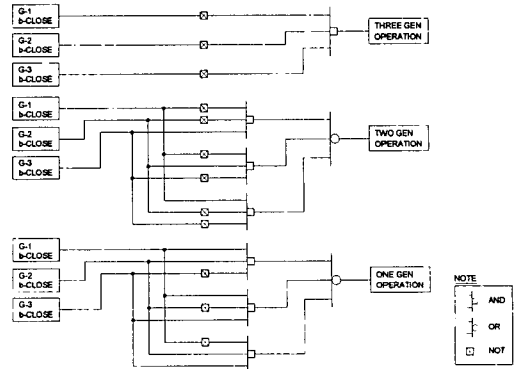 G-1
b-CLOSE
G-2
b-CLOSE
G-3
b-CLOSE
THREE GEN
OPERATION
G-1
b-CLOSE
G-2
b-CLOSE
G-3
b-CLOSE
TWO GEN
OPERATION
G-1
b-CLOSE
G-2
b-CLOSE
G-3
b-CLOSE
ONE GEN
OPERATION
NOTE
AND
OR
NOT